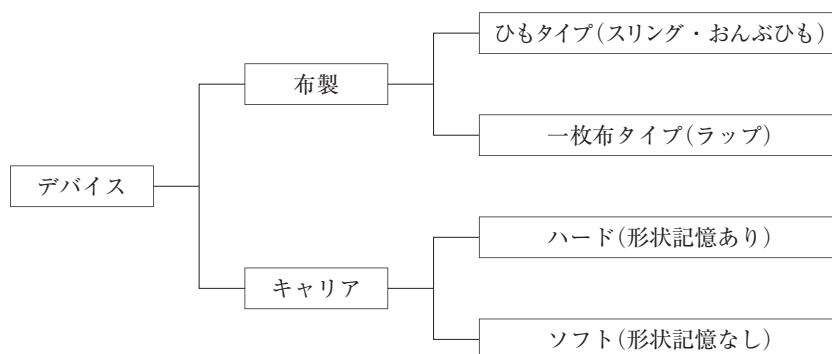 デバイス
布製
ひもタイプ(スリング・おんぶひも)
一枚布タイプ(ラップ)
キャリア
ハード(形状記憶あり)
ソフト(形状記憶なし)